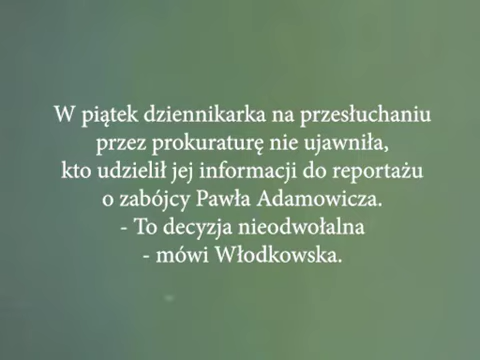 W piątek dziennikarka na przesłuchaniu
przez prokuraturę nie ujawniła,
kto udzielił jej informacji do reportażu
o zabójcy Pawła Adamowicza.
- To decyzja nieodwołalna
- mówi Włodkowska.